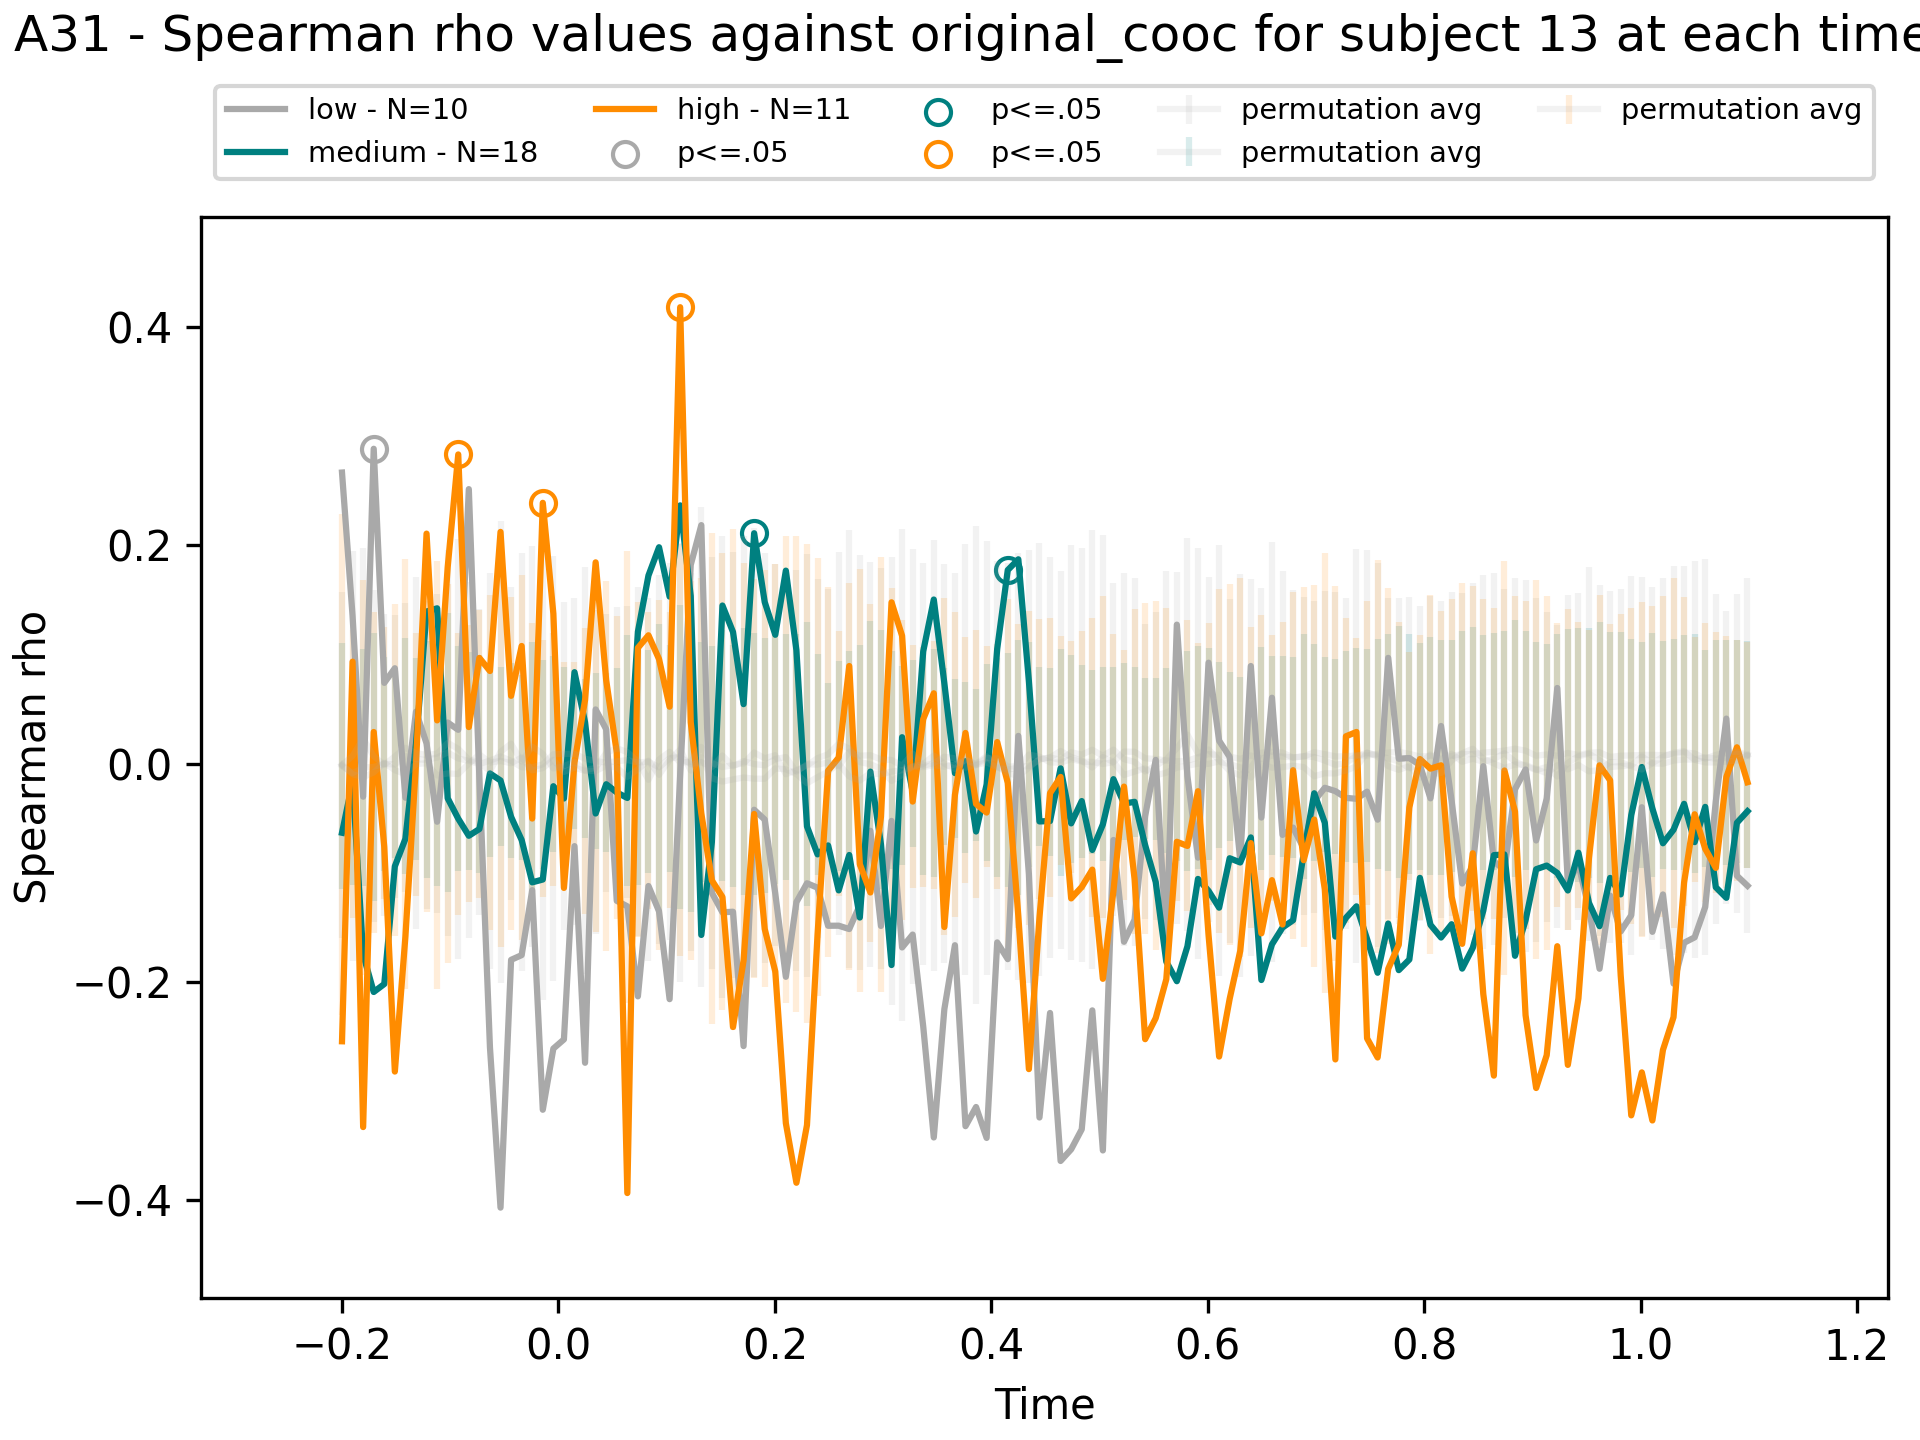 A31 - Spearman rho values against original_cooc for subject 13 at each time
low - N=10 high - N=11 p<=.05 permutation avg permutation avg
medium - N=18 p<=.05 p<=.05 permutation avg
0.4
0.2
0.0
−0.2
−0.4
Spearman rho
−0.2 0.0 0.2 0.4 0.6 0.8 1.0 1.2
Time